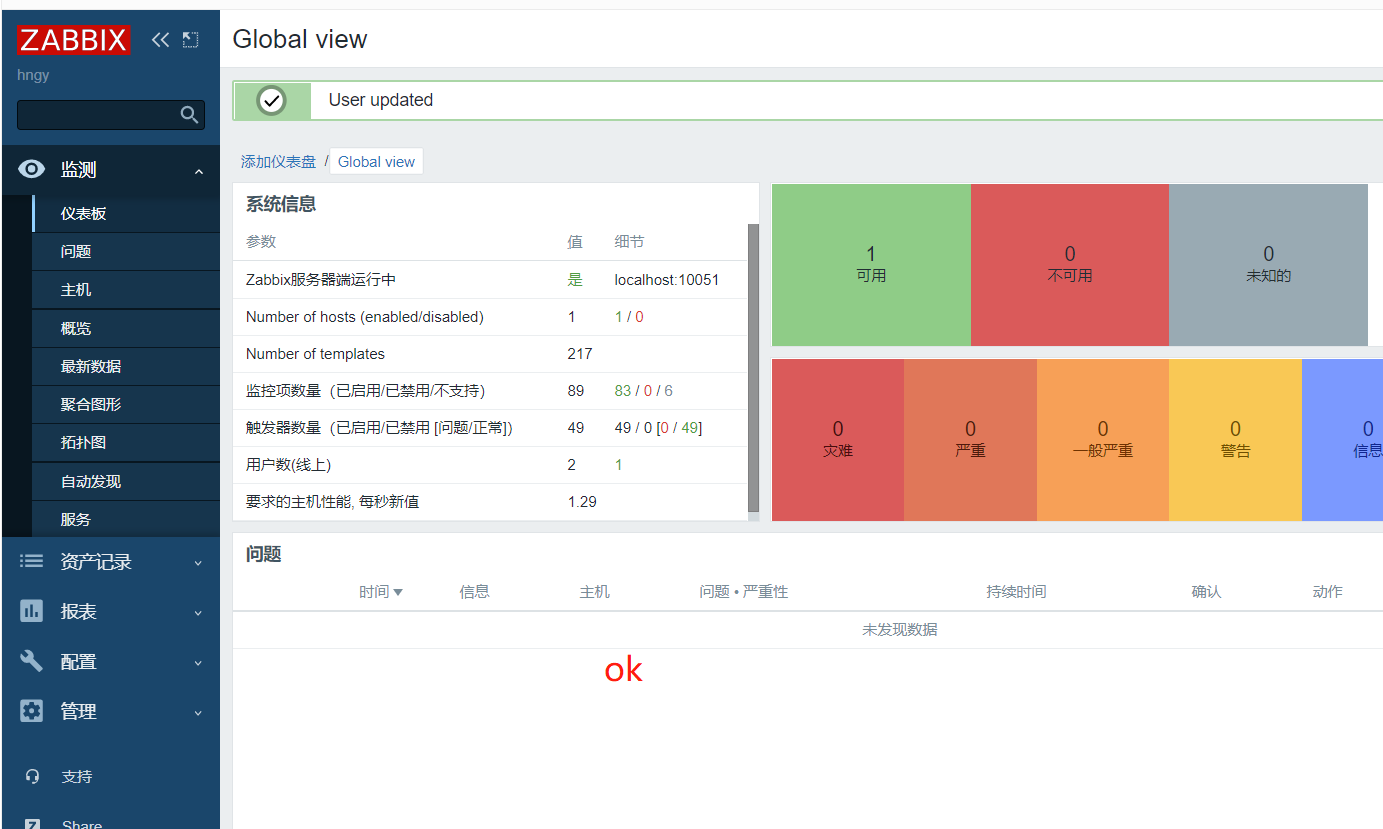 ZABBIX
hngy
监测
仪表板
问题
主机
概览
最新数据
聚合图形
拓扑图
自动发现
服务
资产记录
报表
配置
管理
支持
Share
Global view
User updated
添加仪表盘 / Global view
系统信息
参数 值 细节
Zabbix服务器端运行中 是 localhost:10051
Number of hosts (enabled/disabled) 1 1 / 0
Number of templates 217
监控项数量（已启用/已禁用/不支持） 89 83 / 0 / 6
触发器数量（已启用/已禁用 [问题/正常]） 49 49 / 0 [0 / 49]
用户数(线上) 2 1
要求的主机性能, 每秒新值 1.29
1 0 0
可用 不可用 未知的
0 0 0 0 0
灾难 严重 一般严重 警告 信息
问题
时间 信息 主机 问题 • 严重性 持续时间 确认 动作
未发现数据
ok